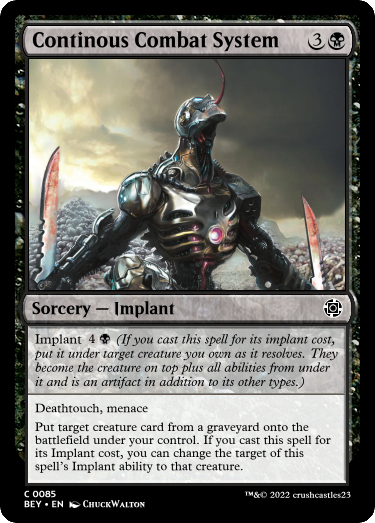 Continous Combat System 3
Sorcery — Implant
Implant 4 (If you cast this spell for its implant cost,
put it under target creature you own as it resolves. They
become the creature on top plus all abilities from under
it and is an artifact in addition to its other types.)
Deathtouch, menace
Put target creature card from a graveyard onto the
battlefield under your control. If you cast this spell for
its Implant cost, you can change the target of this
spell's Implant ability to that creature.
C 0085
BEY • EN ChuckWalton
™&© 2022 crushcastles23